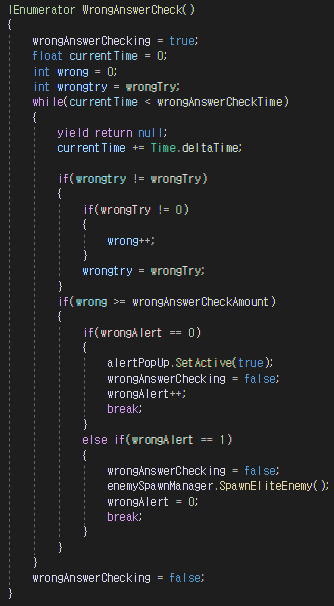 IEnumerator WrongAnswerCheck()
{
    wrongAnswerChecking = true;
    float currentTime = 0;
    int wrong = 0;
    int wrongtry = wrongTry;
    while(currentTime < wrongAnswerCheckTime)
    {
        yield return null;
        currentTime += Time.deltaTime;

        if(wrongtry != wrongTry)
        {
            if(wrongTry != 0)
            {
                wrong++;
            }
            wrongtry = wrongTry;
        }
        if(wrong >= wrongAnswerCheckAmount)
        {
            if(wrongAlert == 0)
            {
                alertPopUp.SetActive(true);
                wrongAnswerChecking = false;
                wrongAlert++;
                break;
            }
            else if(wrongAlert == 1)
            {
                wrongAnswerChecking = false;
                enemySpawnManager.SpawnEliteEnemy();
                wrongAlert = 0;
                break;
            }
        }
    }
    wrongAnswerChecking = false;
}